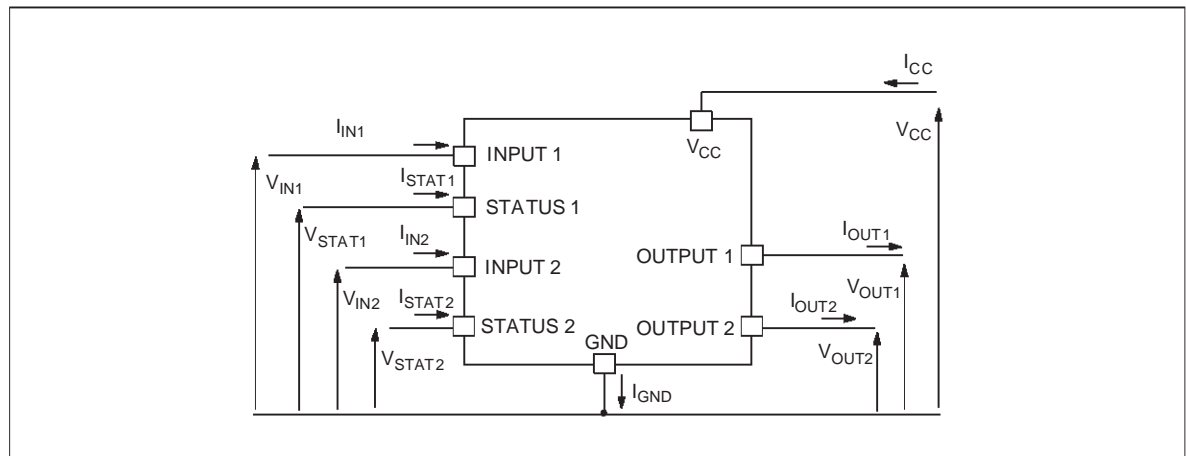 I_CC
V_CC
V_CC
I_IN1
INPUT 1
V_IN1
I_STAT1
STATUS 1
V_STAT1
I_IN2
INPUT 2
V_IN2
I_STAT2
STATUS 2
V_STAT2
GND
I_GND
OUTPUT 1
I_OUT1
V_OUT1
OUTPUT 2
I_OUT2
V_OUT2